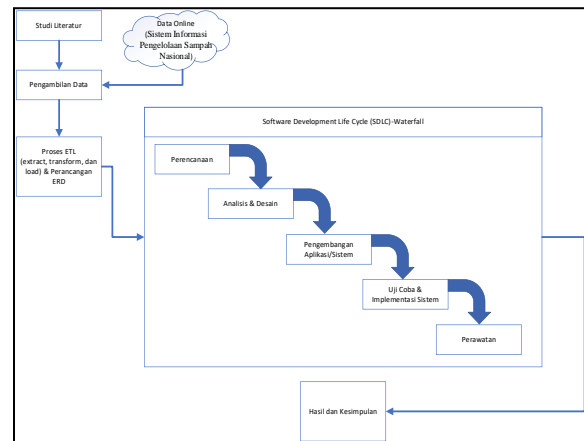 Studi Literatur
Data Online
(Sistem Informasi
Pengelolaan Sampah
Nasional)
Pengambilan Data
Proses ETL
(extract, transform, dan
load) & Perancangan
ERD
Software Development Life Cycle (SDLC)-Waterfall
Perencanaan
Analisis & Desain
Pengembangan
Aplikasi/Sistem
Uji Coba &
Implementasi Sistem
Perawatan
Hasil dan Kesimpulan